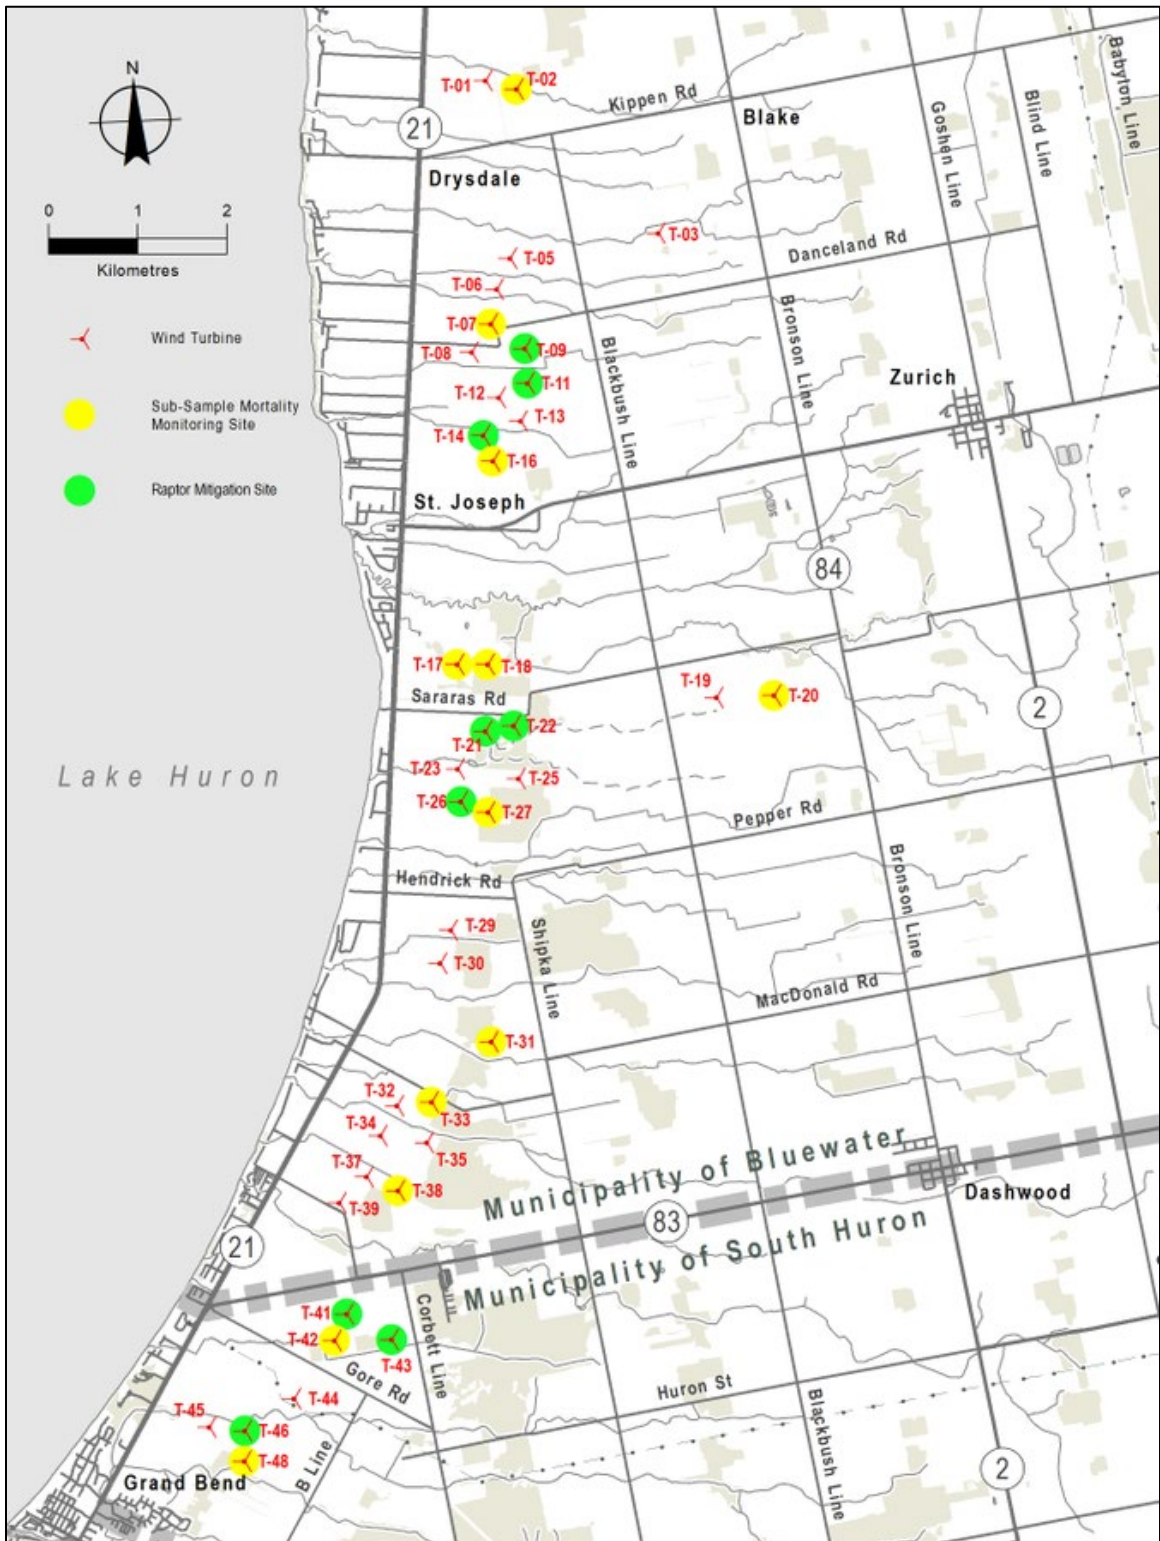 N
0 1 2
Kilometres
Wind Turbine
Sub-Sample Mortality
Monitoring Site
Raptor Mitigation Site
T-01
T-02
Kippen Rd
Blake
Goshen Line
Blind Line
Babyton Line
21
Drysdale
T-03
Danceland Rd
T-05
T-06
T-07
T-08
T-09
T-11
T-12
T-13
T-14
T-16
Blackbush Line
Bronson Line
Zurich
St. Joseph
84
T-17
T-18
Sararas Rd
T-19
T-20
2
T-21
T-22
T-23
T-25
T-26
T-27
Lake Huron
Pepper Rd
Hendrick Rd
Bronson Line
T-29
T-30
Shipka Line
MacDonald Rd
T-31
T-32
T-33
T-34
T-35
T-37
T-38
T-39
Municipality of Bluewater
Dashwood
83
Municipality of South Huron
21
T-41
T-42
T-43
Corbett Line
Gore Rd
T-44
Huron St
Blackbush Line
T-45
T-46
T-48
B Line
Grand Bend
2